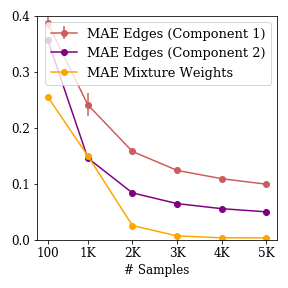 0.4
0.3
0.2
0.1
0.0
MAE Edges (Component 1)
MAE Edges (Component 2)
MAE Mixture Weights
100 1K 2K 3K 4K 5K
# Samples